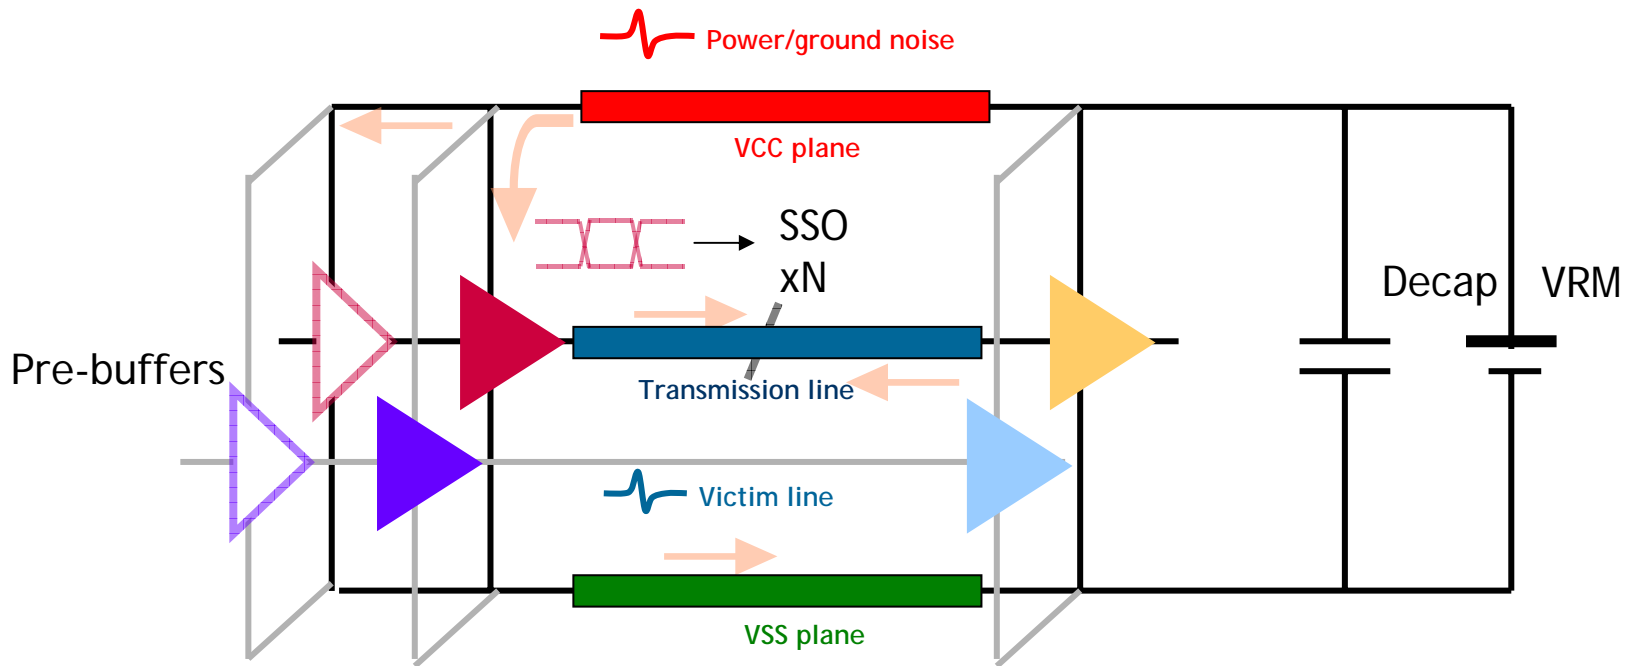 Power/ground noise
VCC plane
SSO
xN
Decap
VRM
Pre-buffers
Transmission line
Victim line
VSS plane